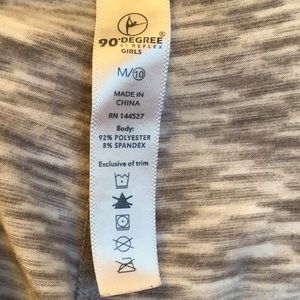 90°DEGREE
BY REFLEX
GIRLS
M/10
MADE IN
CHINA
RN 144527
Body:
92% POLYESTER
8% SPANDEX
Exclusive of trim